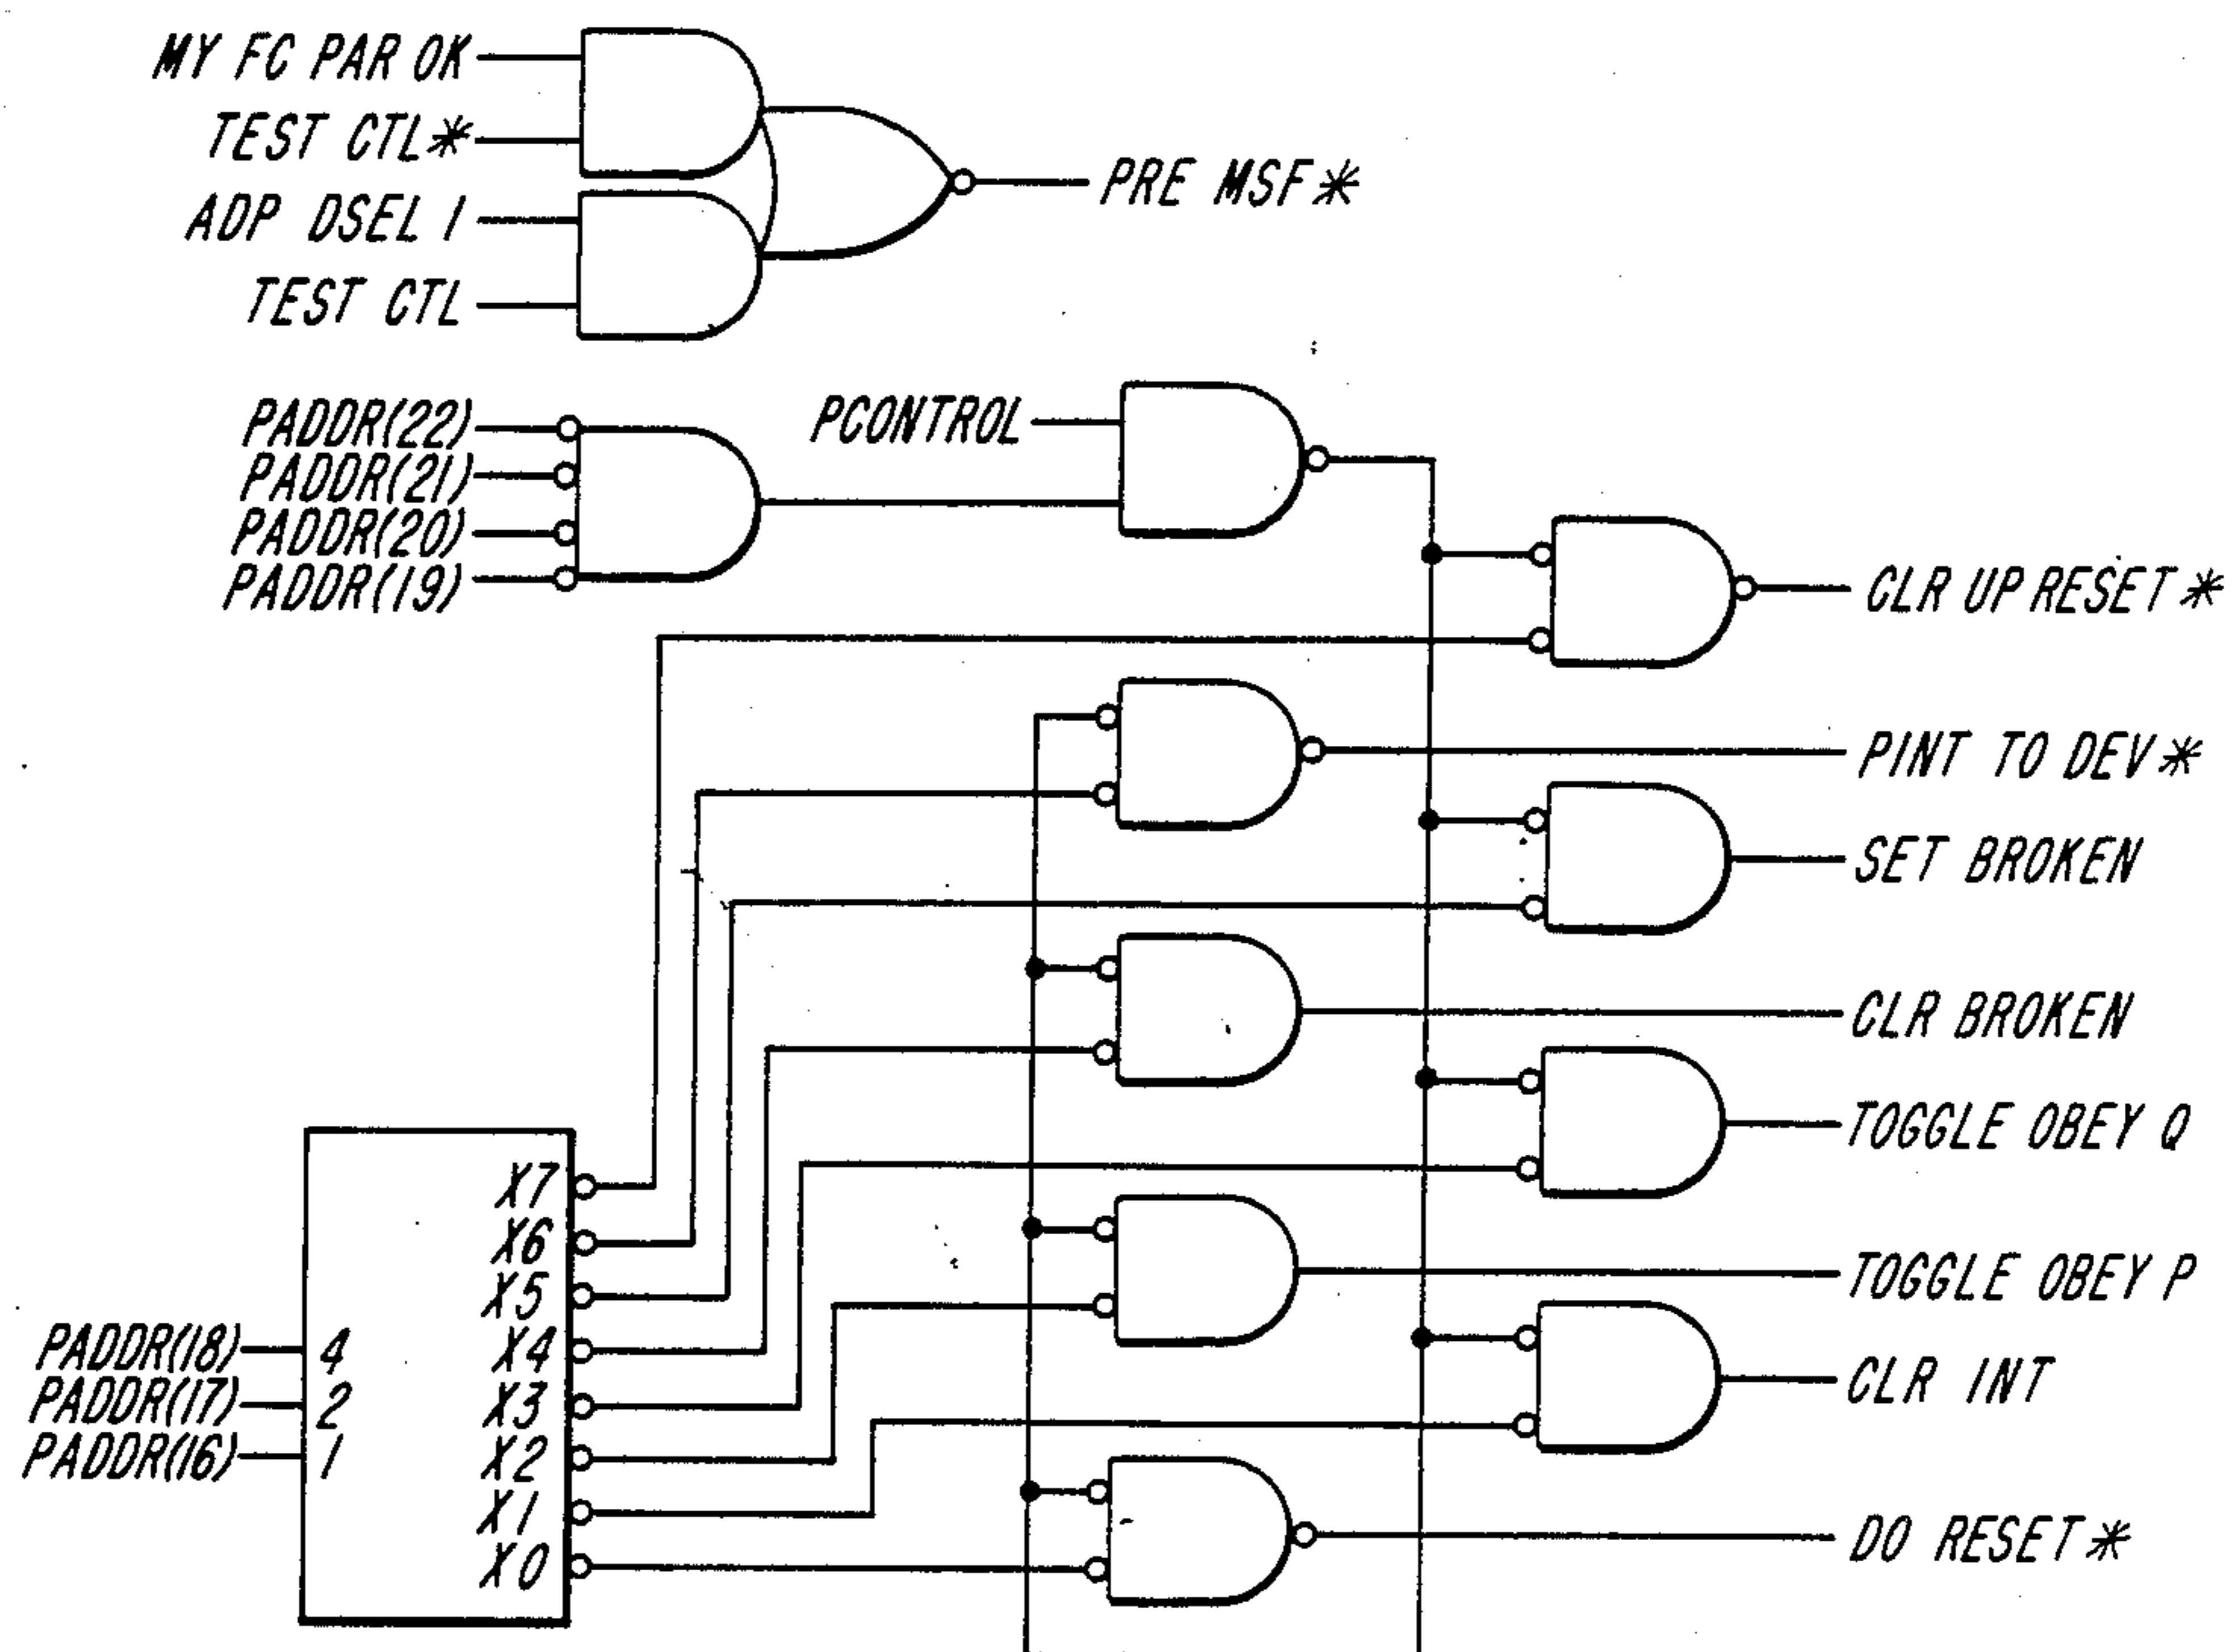 MY FC PAR OK
TEST CTL*
PRE MSF*
ADP DSEL 1
TEST CTL
PADDR(22)
PCONTROL
PADDR(21)
PADDR(20)
PADDR(19)
CLR UP RESET*
PINT TO DEV*
SET BROKEN
CLR BROKEN
TOGGLE OBEY Q
X7
X6
TOGGLE OBEY P
X5
PADDR(18)
4
X4
CLR INT
PADDR(17)
2
X3
PADDR(16)
1
X2
X1
DO RESET*
X0